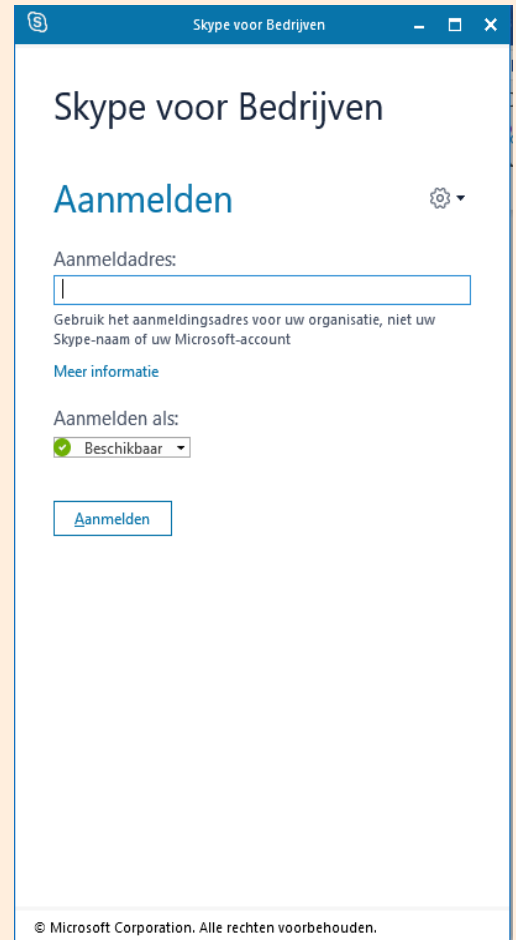 Skype voor Bedrijven
Skype voor Bedrijven
Aanmelden
Aanmeldadres:
Gebruik het aanmeldingsadres voor uw organisatie, niet uw
Skype-naam of uw Microsoft-account
Meer informatie
Aanmelden als:
Beschikbaar
Aanmelden
© Microsoft Corporation. Alle rechten voorbehouden.